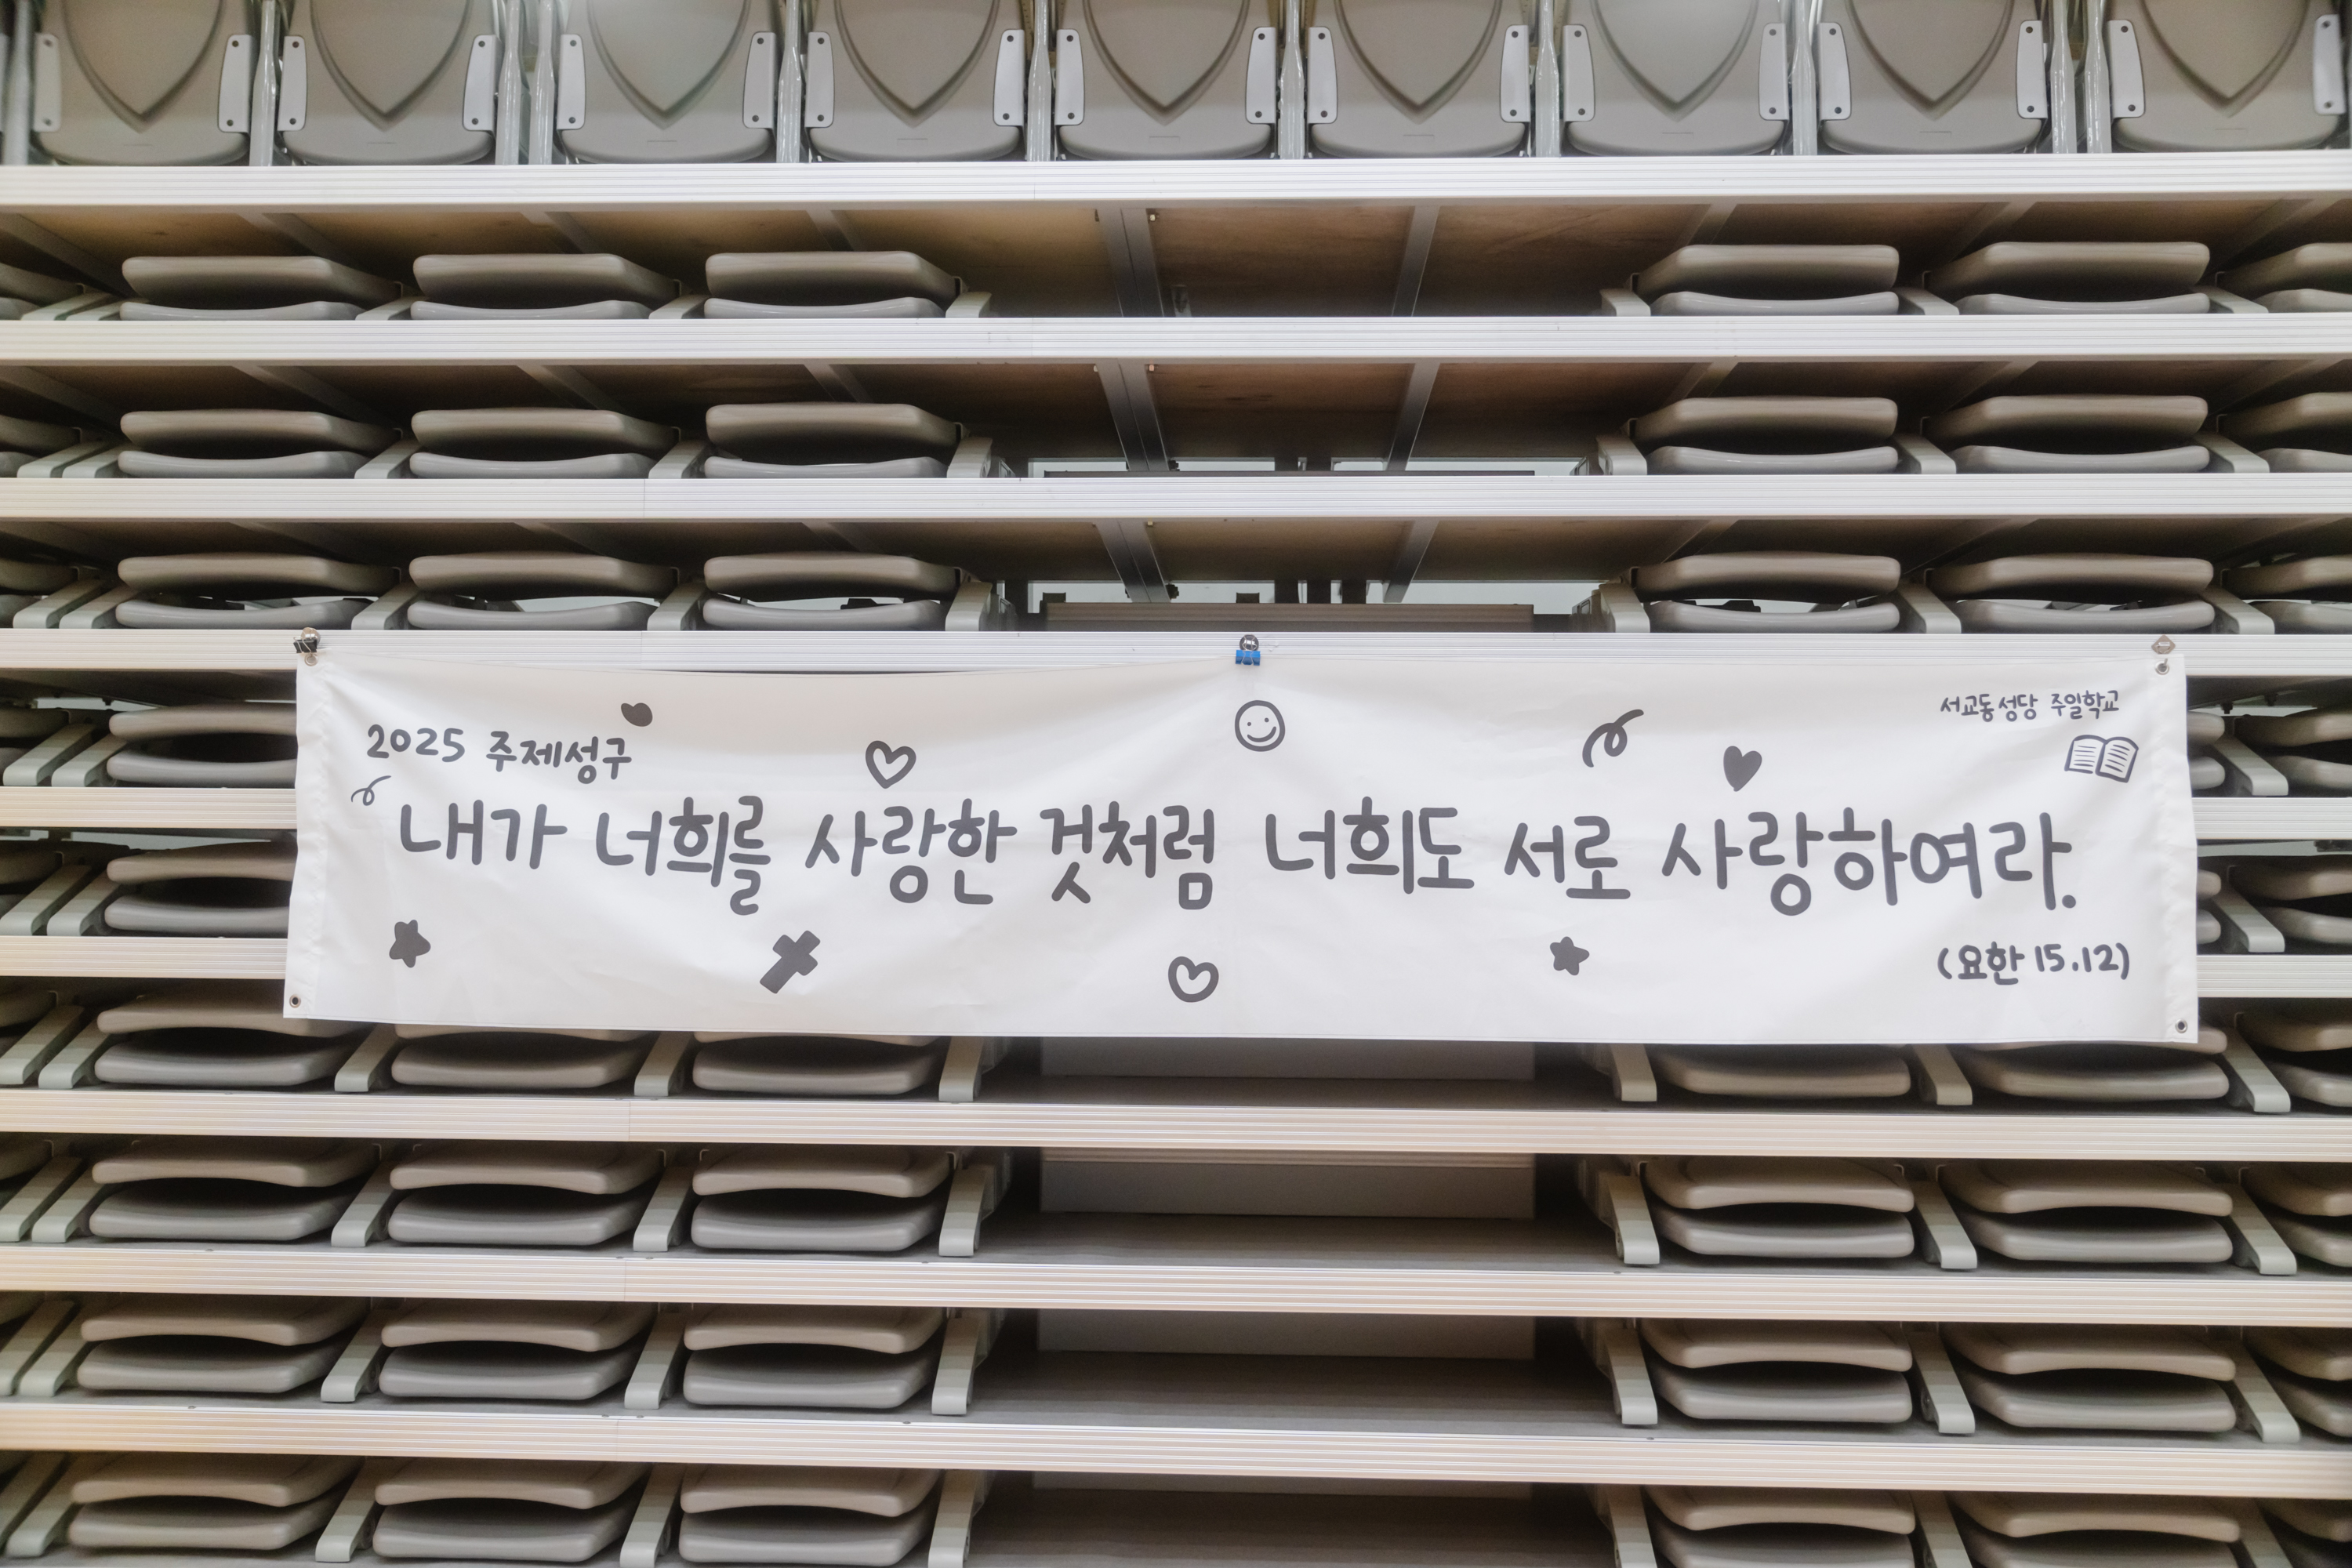 2025 주제성구
서교동성당 주일학교
내가 너희를 사랑한 것처럼 너희도 서로 사랑하여라.
(요한 15.12)